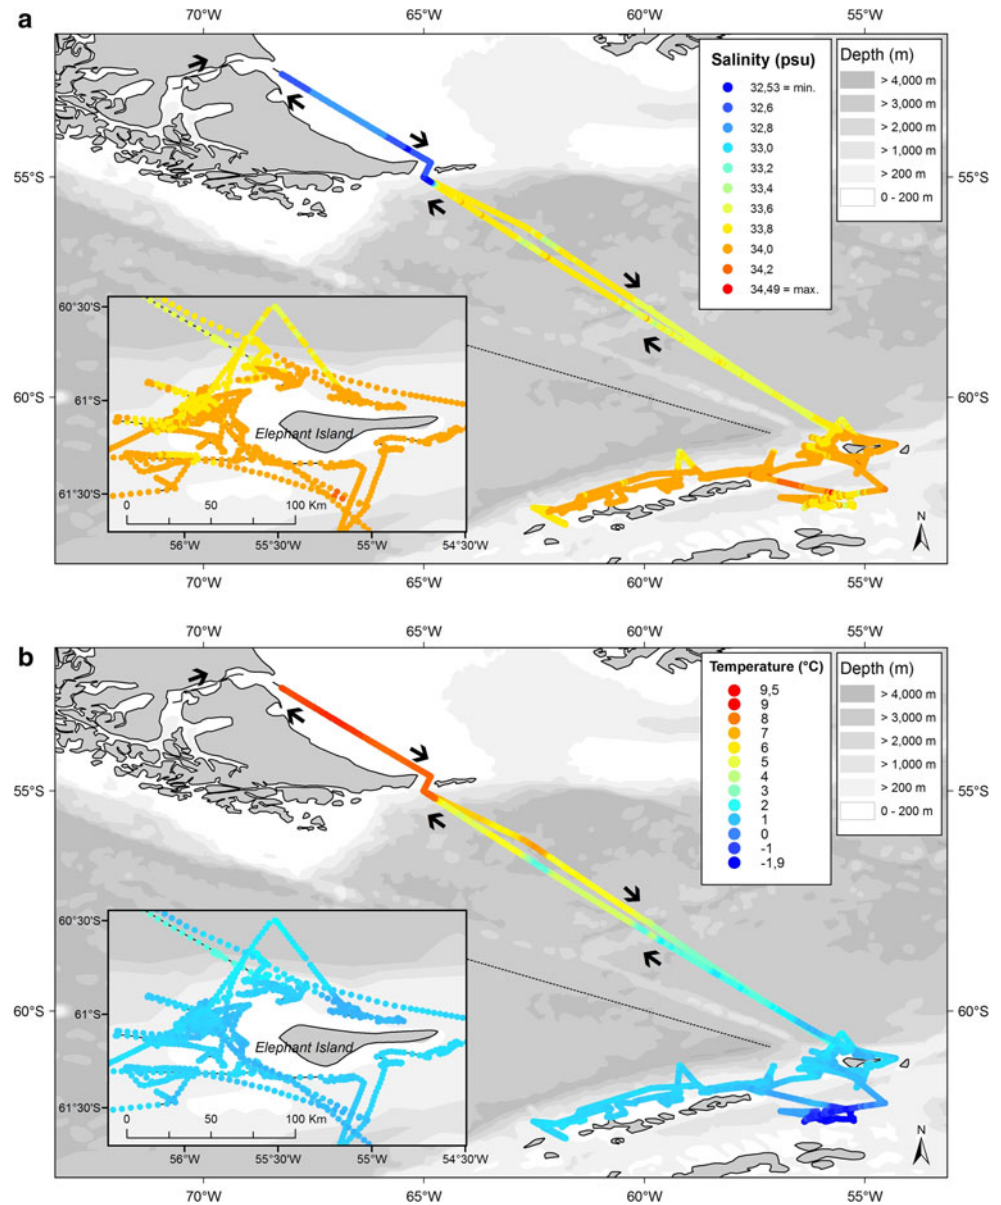 a
70°W 65°W 60°W 55°W
Salinity (psu)
32,53 = min.
32,6
32,8
33,0
33,2
33,4
33,6
33,8
34,0
34,2
34,49 = max.
Depth (m)
> 4,000 m
> 3,000 m
> 2,000 m
> 1,000 m
> 200 m
0 - 200 m
55°S 55°S
60°S 60°S
60°30'S
61°S
61°30'S
Elephant Island
0 50 100 Km
56°W 55°30'W 55°W 54°30'W
N
70°W 65°W 60°W 55°W
b
70°W 65°W 60°W 55°W
Temperature (°C)
9,5
9
8
7
6
5
4
3
2
1
0
-1
-1,9
Depth (m)
> 4,000 m
> 3,000 m
> 2,000 m
> 1,000 m
> 200 m
0 - 200 m
55°S 55°S
60°S 60°S
60°30'S
61°S
61°30'S
Elephant Island
0 50 100 Km
56°W 55°30'W 55°W 54°30'W
N
70°W 65°W 60°W 55°W